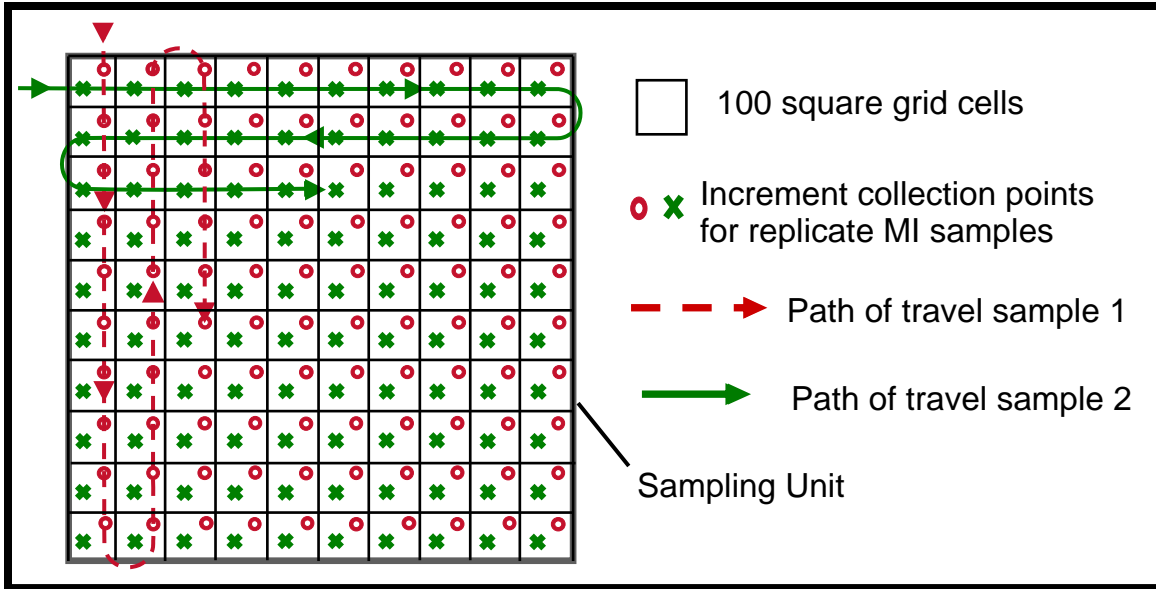 100 square grid cells
Increment collection points
for replicate MI samples
Path of travel sample 1
Path of travel sample 2
Sampling Unit